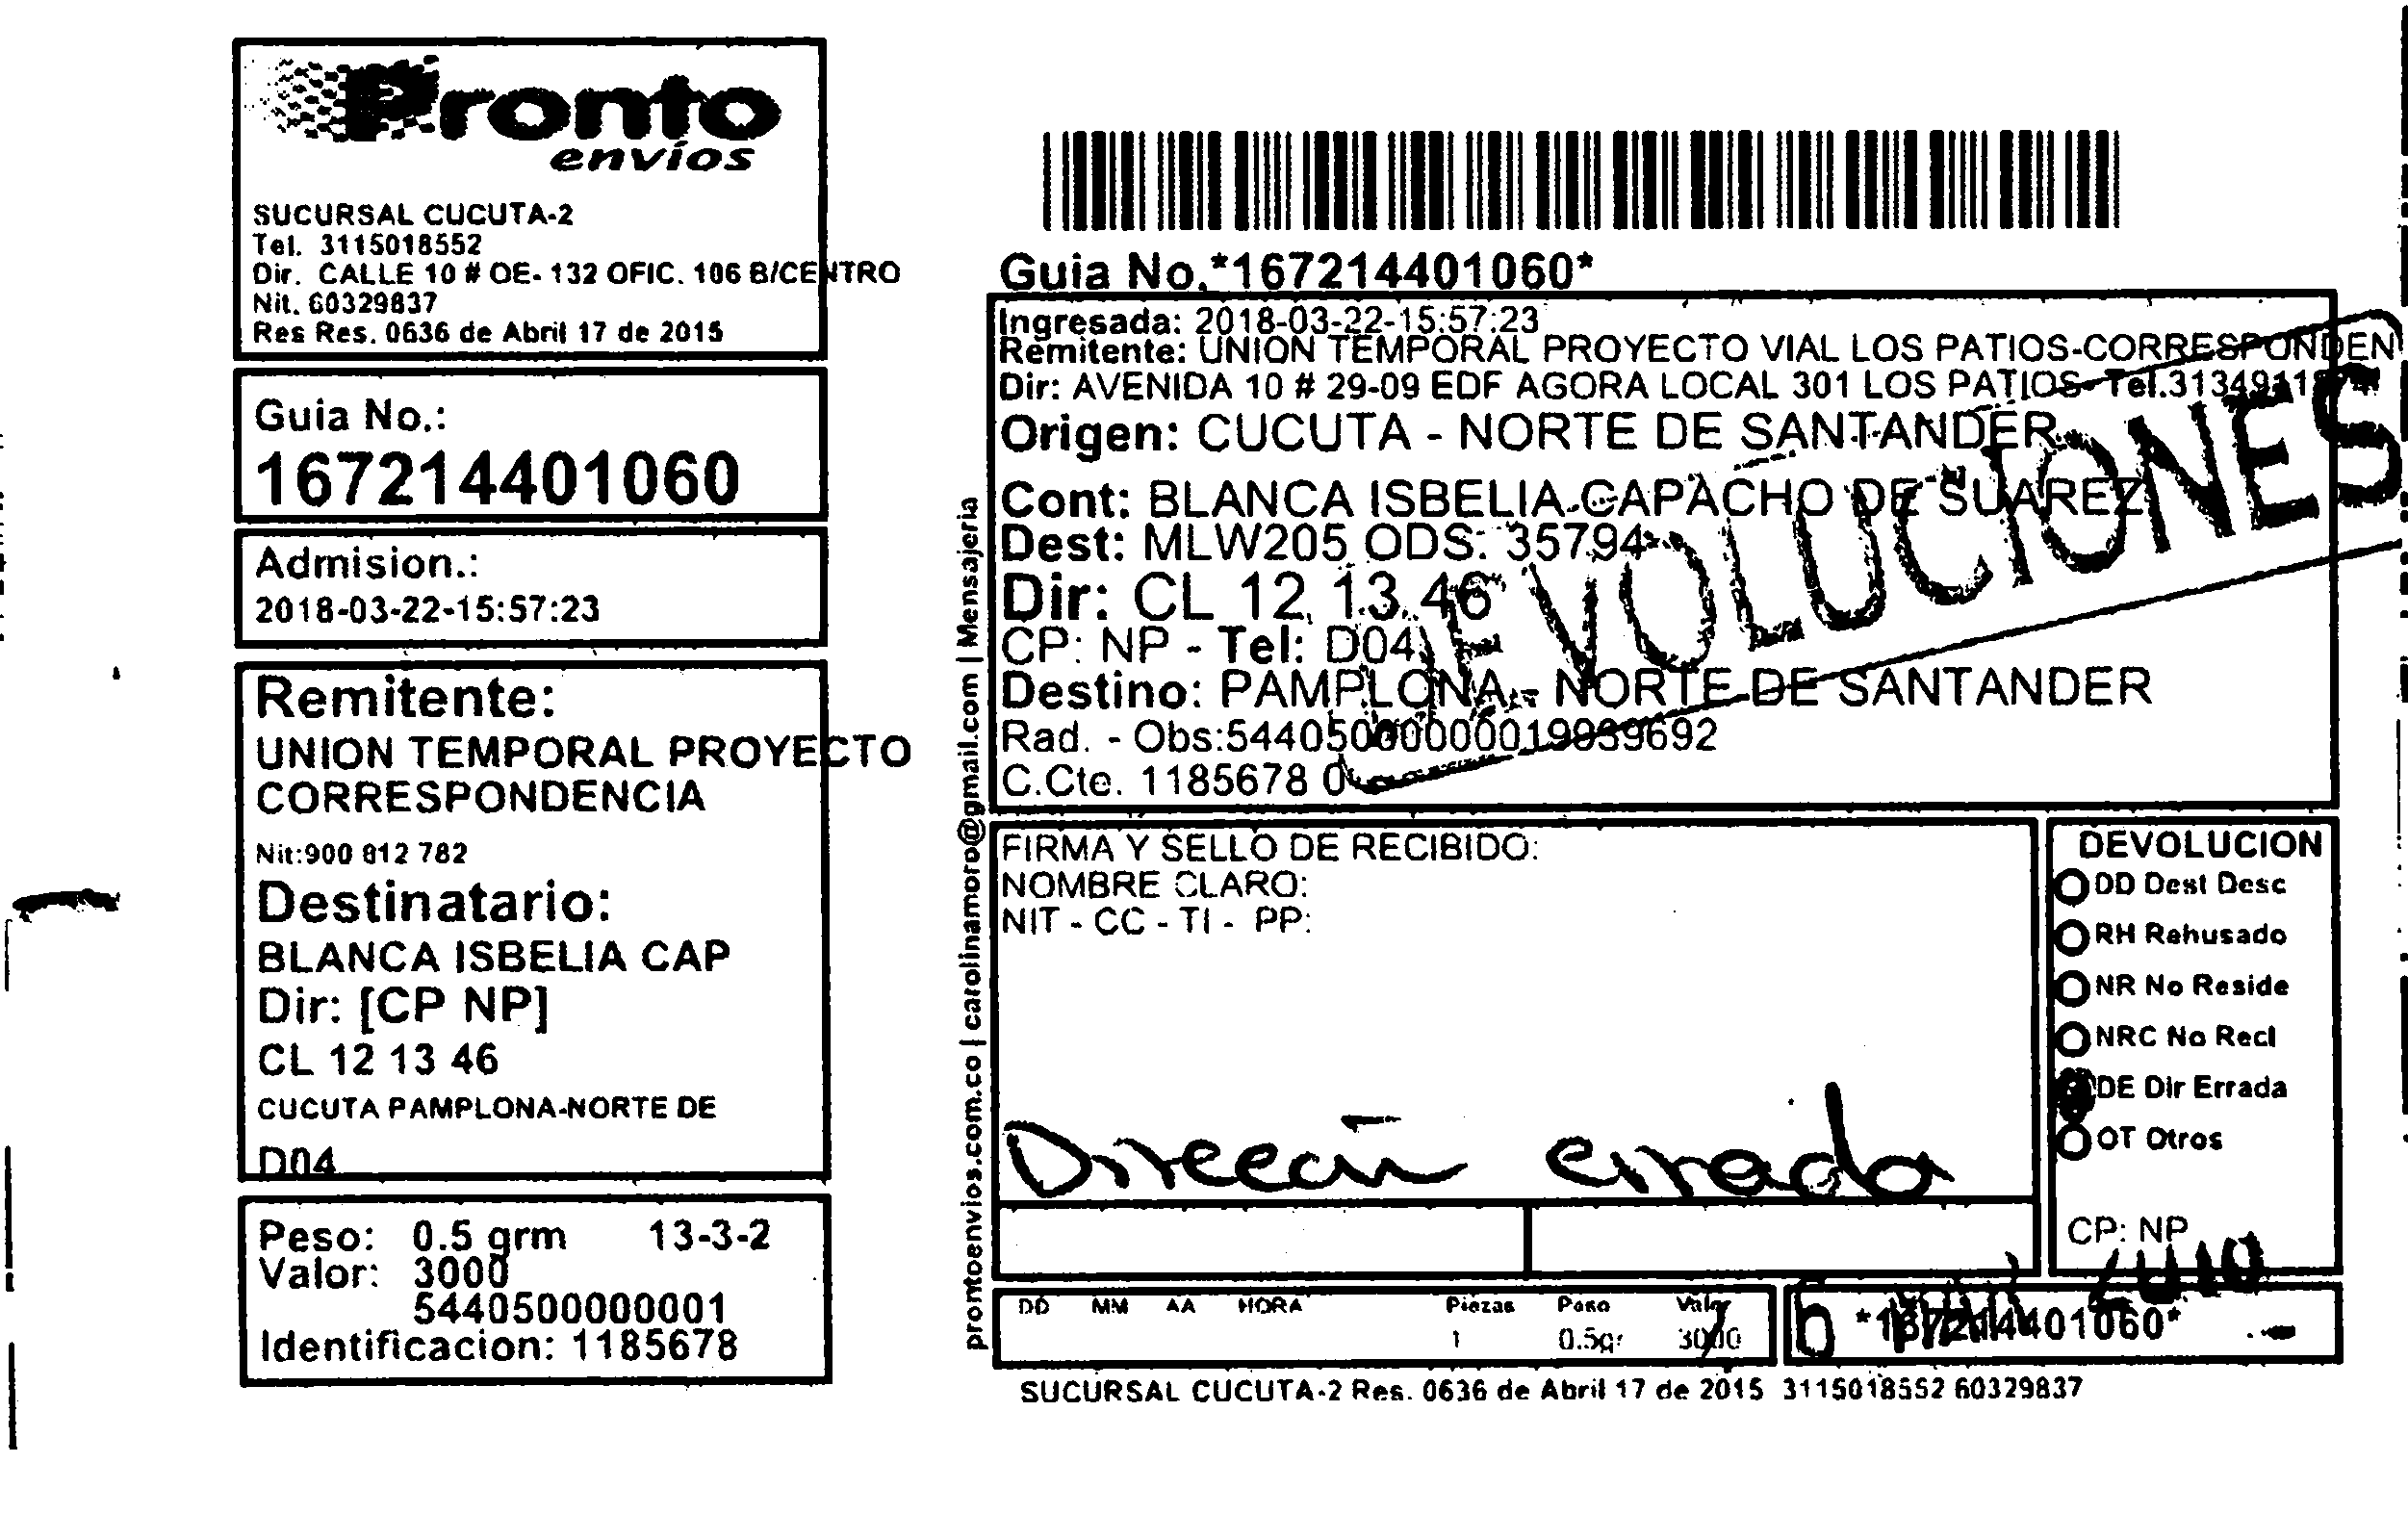 Pronto
envíos
SUCURSAL CUCUTA-2
Tel. 3115018552
Dir. CALLE 10 # OE- 132 OFIC. 106 B/CENTRO
Nit. 60329837
Res Res. 0636 de Abril 17 de 2015
Guia No.:
167214401060
Admision.:
2018-03-22-15:57:23
Remitente:
UNION TEMPORAL PROYECTO
CORRESPONDENCIA
Nit:900 812 782
Destinatario:
BLANCA ISBELIA CAP
Dir: [CP NP]
CL 12 13 46
CUCUTA PAMPLONA-NORTE DE
D04
Peso: 0.5 grm 13-3-2
Valor: 3000
5440500000001
Identificacion: 1185678
prontoenvios.com.co | carolinamoro@gmail.com | Mensajeria
Guia No.*167214401060*
Ingresada: 2018-03-22-15:57:23
Remitente: UNION TEMPORAL PROYECTO VIAL LOS PATIOS-CORRESPONDEN
Dir: AVENIDA 10 # 29-09 EDF AGORA LOCAL 301 LOS PATIOS-
Origen: CUCUTA - NORTE DE SANTANDER
Cont: BLANCA ISBELIA CAPACHO DE SUAREZ
Dest: MLW205 ODS: 35794
Dir: CL 12 13 46
CP: NP - Tel: D04
Destino: PAMPLONA - NORTE DE SANTANDER
Rad. - Obs:544050000000019039692
C.Cte. 1185678 0
DEVOLUCIONES
FIRMA Y SELLO DE RECIBIDO:
NOMBRE CLARO:
NIT - CC - TI - PP:
Dirección errada
DEVOLUCION
DD Dest Desc
RH Rehusado
NR No Reside
NRC No Recl
DE Dir Errada
OT Otros
CP: NP
DD MM AA HORA Piezas Peso Valor
1 0.5gr 3000
*167214401060*
SUCURSAL CUCUTA-2 Res. 0636 de Abril 17 de 2015 3115018552 60329837